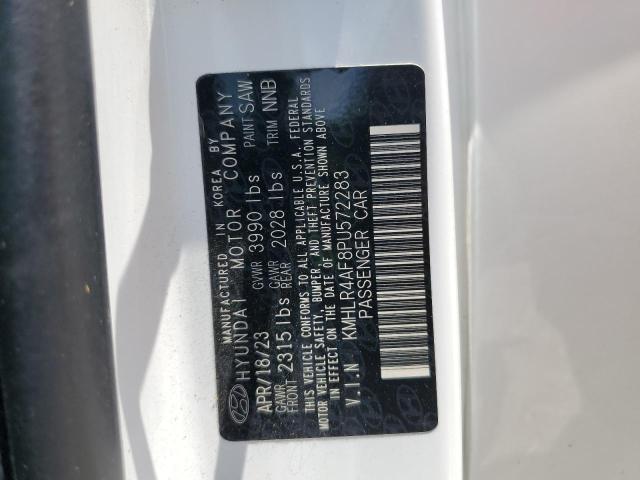 MANUFACTURED IN KOREA BY
HYUNDAI MOTOR COMPANY
APR/18/23 GVWR 3990 lbs PAINT SAW
GAWR FRONT 2315 lbs GAWR REAR 2028 lbs TRIM NNB
THIS VEHICLE CONFORMS TO ALL APPLICABLE U.S.A. FEDERAL
MOTOR VEHICLE SAFETY, BUMPER, AND THEFT PREVENTION STANDARDS
IN EFFECT ON THE DATE OF MANUFACTURE SHOWN ABOVE
V.I.N KMHLR4AF8PU572283
PASSENGER CAR